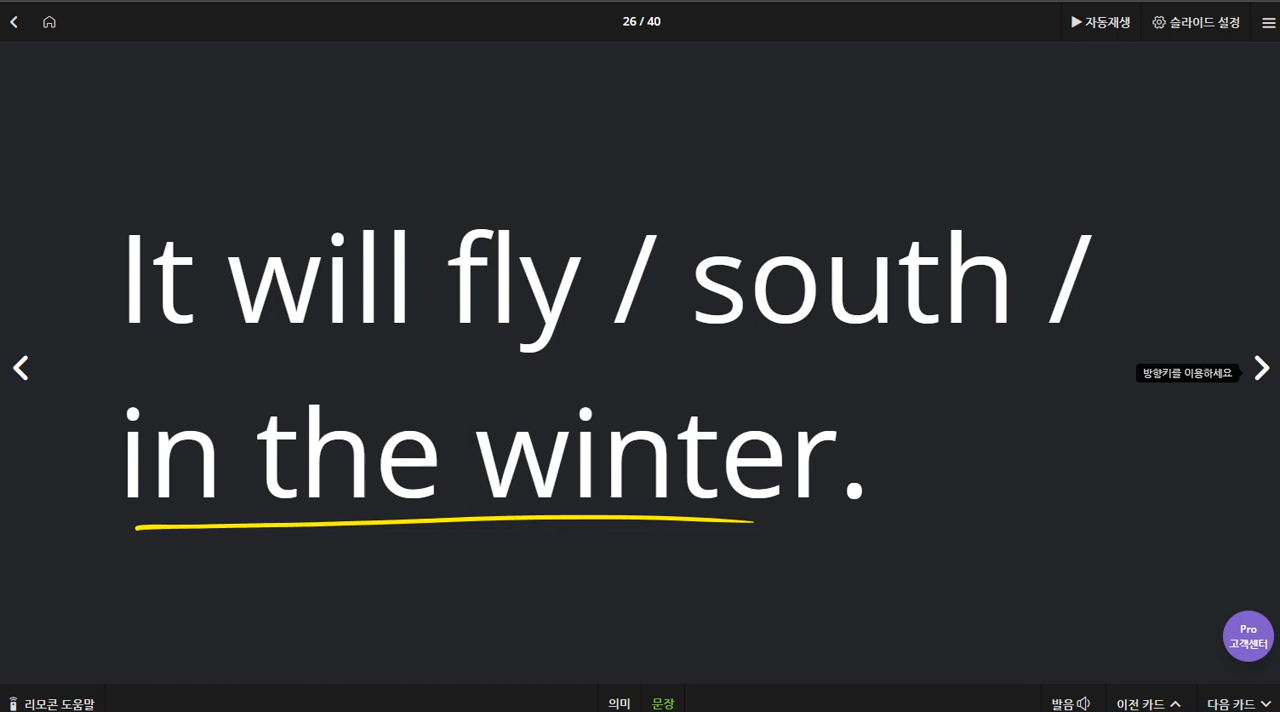 26 / 40
자동재생
슬라이드 설정
It will fly / south /
in the winter.
방향키를 이용하세요
Pro
고객센터
리모콘 도움말
의미
문장
발음
이전 카드
다음 카드